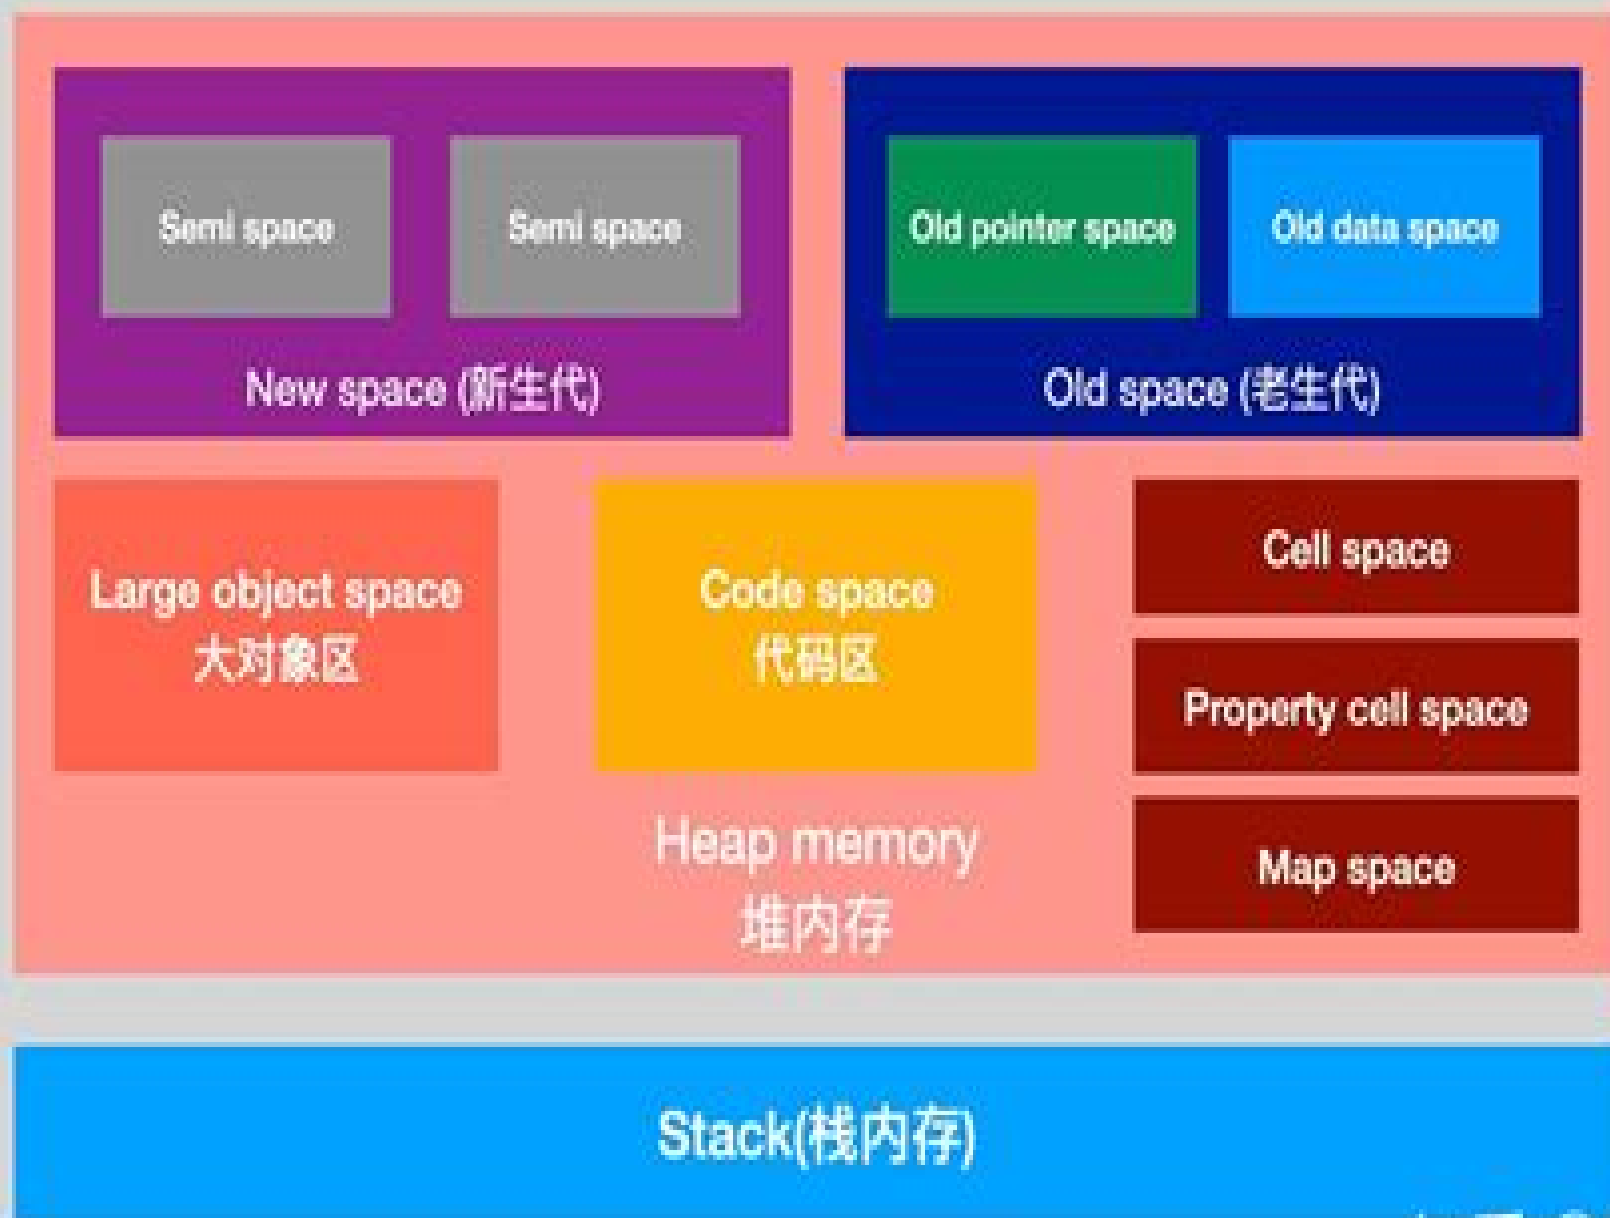 Semi space
Semi space
New space (新生代)
Old pointer space
Old data space
Old space (老生代)
Large object space
大对象区
Code space
代码区
Cell space
Property cell space
Map space
Heap memory
堆内存
Stack(栈内存)